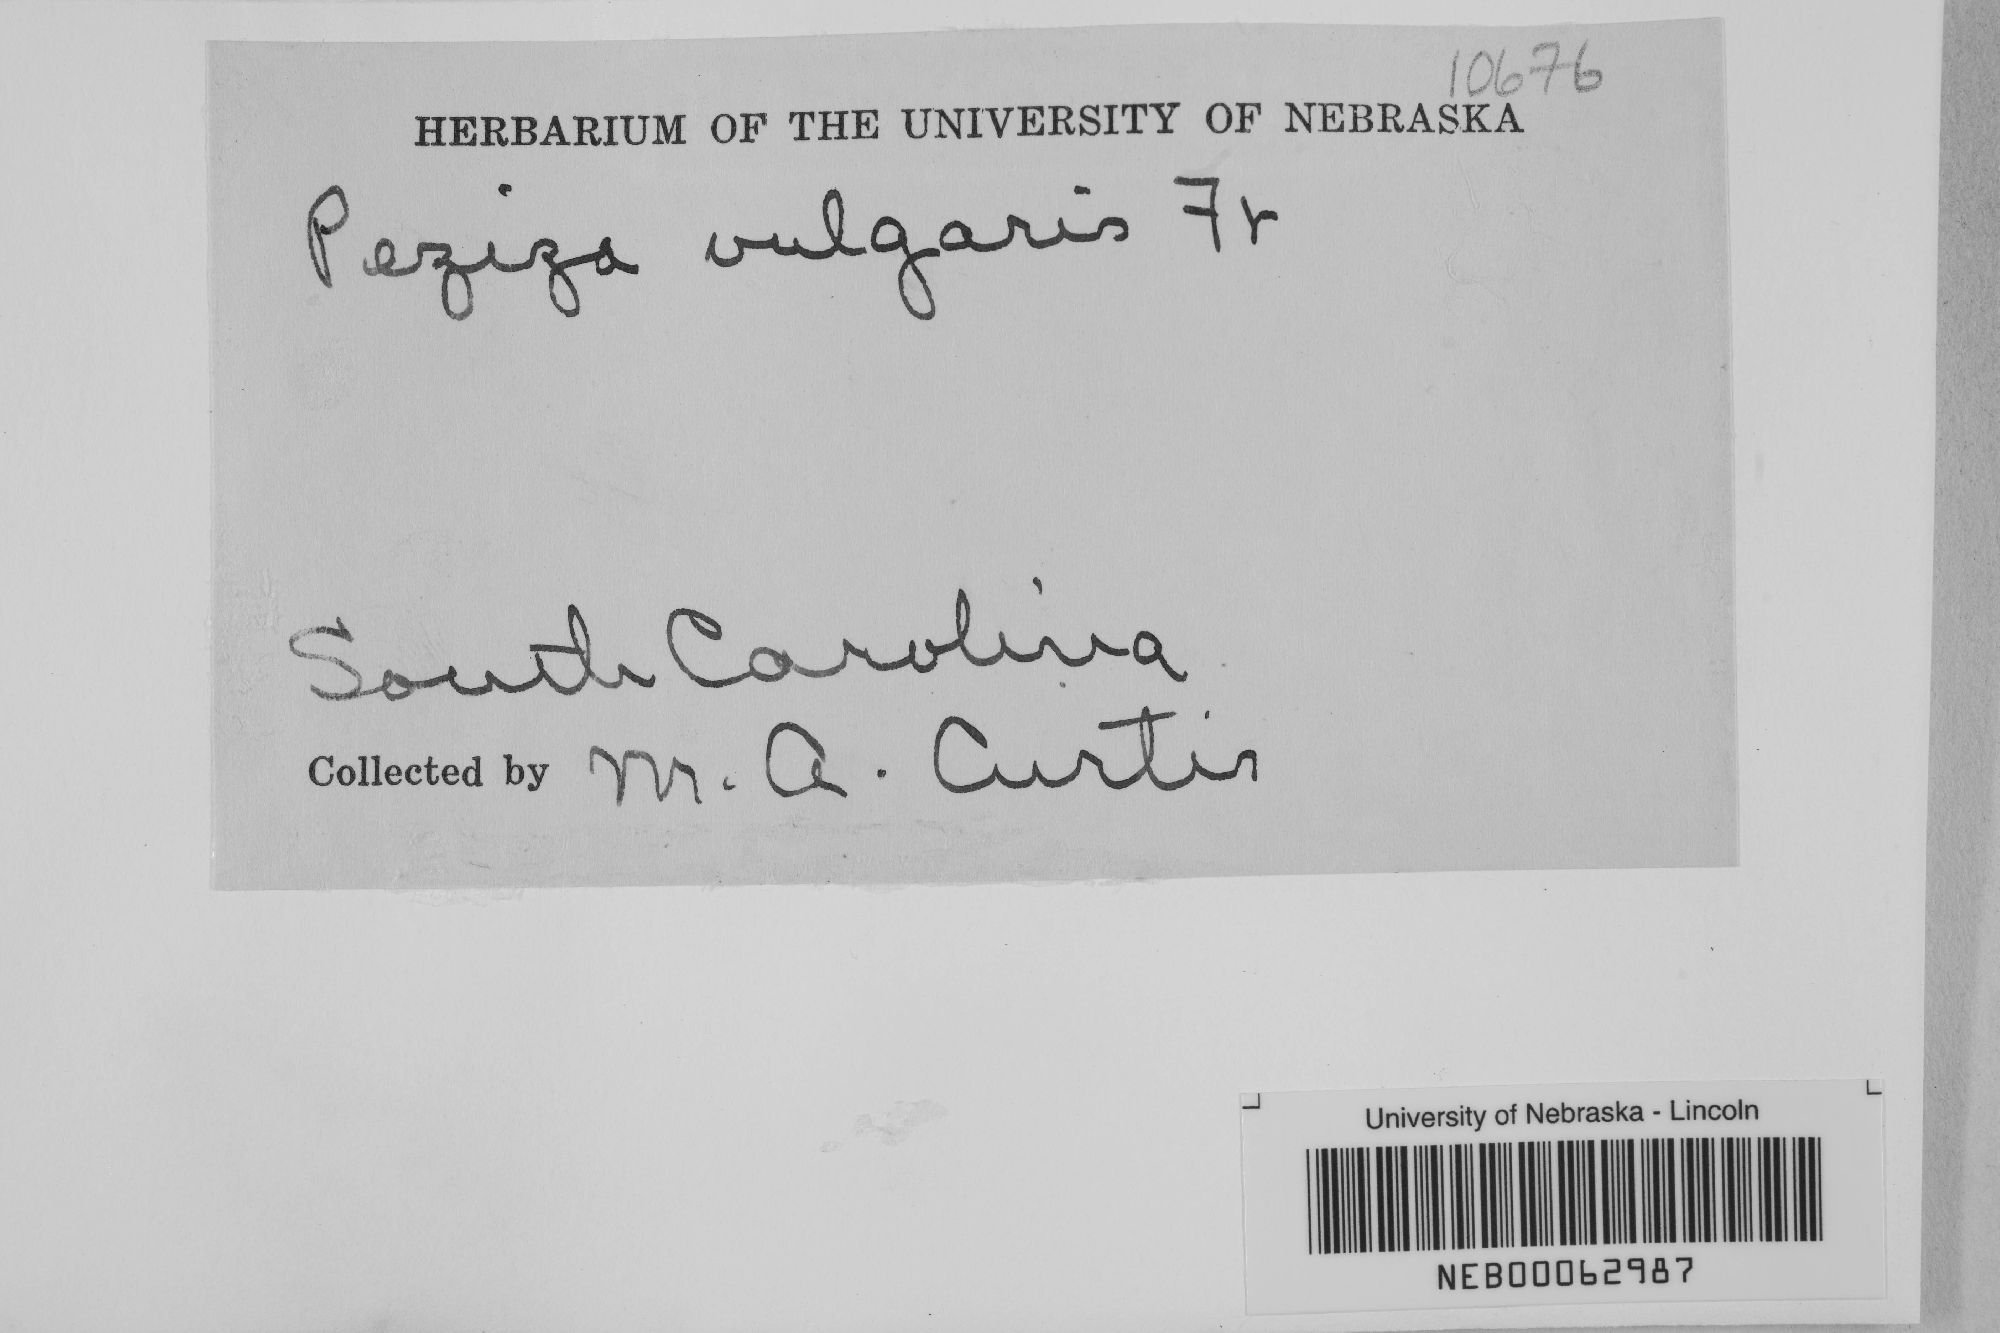 10676
HERBARIUM OF THE UNIVERSITY OF NEBRASKA
Peziza vulgaris Fr
South Carolina
Collected by M. A. Curtis
University of Nebraska - Lincoln
NEB00062987